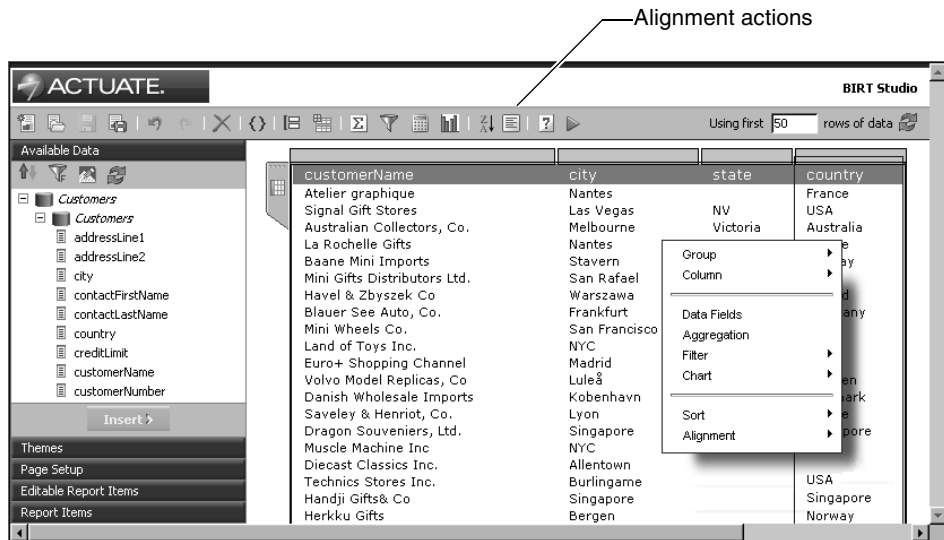 Alignment actions
ACTUATE.
BIRT Studio
Using first 50 rows of data
Available Data
Customers
Customers
addressLine1
addressLine2
city
contactFirstName
contactLastName
country
creditLimit
customerName
customerNumber
Insert
Themes
Page Setup
Editable Report Items
Report Items
customerName city state country
Atelier graphique Nantes France
Signal Gift Stores Las Vegas NV USA
Australian Collectors, Co. Melbourne Victoria Australia
La Rochelle Gifts Nantes e
Baane Mini Imports Stavern ay
Mini Gifts Distributors Ltd. San Rafael
Havel & Zbyszek Co Warszawa d
Blauer See Auto, Co. Frankfurt any
Mini Wheels Co. San Francisco
Land of Toys Inc. NYC
Euro+ Shopping Channel Madrid
Volvo Model Replicas, Co Luleå en
Danish Wholesale Imports Kobenhavn ark
Saveley & Henriot, Co. Lyon e
Dragon Souveniers, Ltd. Singapore pore
Muscle Machine Inc NYC
Diecast Classics Inc. Allentown
Technics Stores Inc. Burlingame USA
Handji Gifts& Co Singapore Singapore
Herkku Gifts Bergen Norway
Group
Column
Data Fields
Aggregation
Filter
Chart
Sort
Alignment